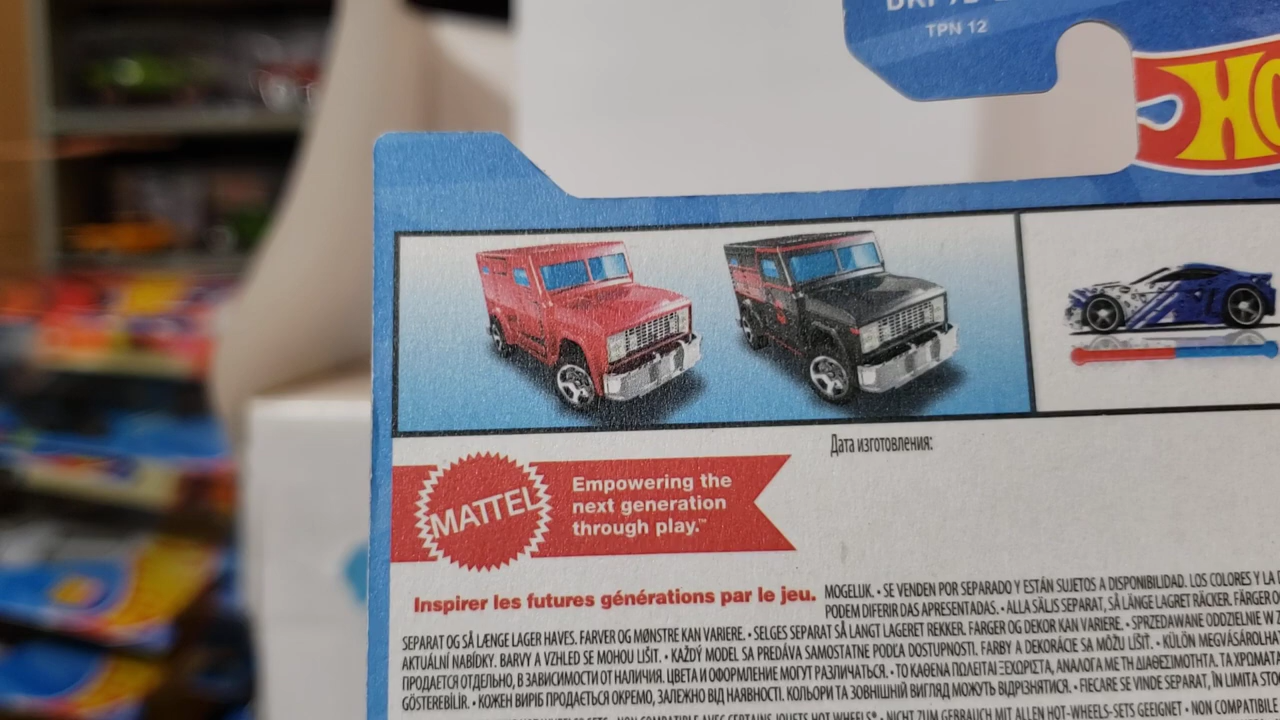 TPN 12
HO
Дата изготовления:
MATTEL
Empowering the
next generation
through play.™
Inspirer les futures générations par le jeu.
MOGELIJK. • SE VENDEN POR SEPARADO Y ESTÁN SUJETOS A DISPONIBILIDAD. LOS COLORES Y LA
PODEM DIFERIR DAS APRESENTADAS. • ALLA SÄLJS SEPARAT, SÅ LÄNGE LAGRET RÄCKER. FÄRGER O
SEPARAT OG SÅ LÆNGE LAGER HAVES. FARVER OG MØNSTRE KAN VARIERE. • SELGES SEPARAT SÅ LANGT LAGERET REKKER. FARGER OG DEKOR KAN VARIERE. • SPRZEDAWANE ODDZIELNIE W
AKTUÁLNÍ NABÍDKY. BARVY A VZHLED SE MOHOU LIŠIT. • KAŽDÝ MODEL SA PREDÁVA SAMOSTATNE PODĽA DOSTUPNOSTI. FARBY A DEKORÁCIE SA MÔŽU LÍŠIŤ. • KÜLÖN MEGVÁSÁROLHA
ПРОДАЕТСЯ ОТДЕЛЬНО, В ЗАВИСИМОСТИ ОТ НАЛИЧИЯ. ЦВЕТА И ОФОРМЛЕНИЕ МОГУТ РАЗЛИЧАТЬСЯ. • ΤΟ ΚΑΘΕΝΑ ΠΩΛΕΙΤΑΙ ΞΕΧΩΡΙΣΤΑ, ΑΝΑΛΟΓΑ ΜΕ ΤΗ ΔΙΑΘΕΣΙΜΟΤΗΤΑ. ΤΑ ΧΡΩΜΑΤΑ
GÖSTEREBİLİR. • КОЖЕН ВИРІБ ПРОДАЄТЬСЯ ОКРЕМО, ЗАЛЕЖНО ВІД НАЯВНОСТІ. КОЛЬОРИ ТА ЗОВНІШНІЙ ВИГЛЯД МОЖУТЬ ВІДРІЗНЯТИСЯ. • FIECARE SE VINDE SEPARAT, ÎN LIMITA STO
NON COMPATIBLE AVEC CERTAINS JOUETS HOT WHEELS®. • NICHT ZUM GEBRAUCH MIT ALLEN HOT-WHEELS-SETS GEEIGNET • NON COMPATIBILE